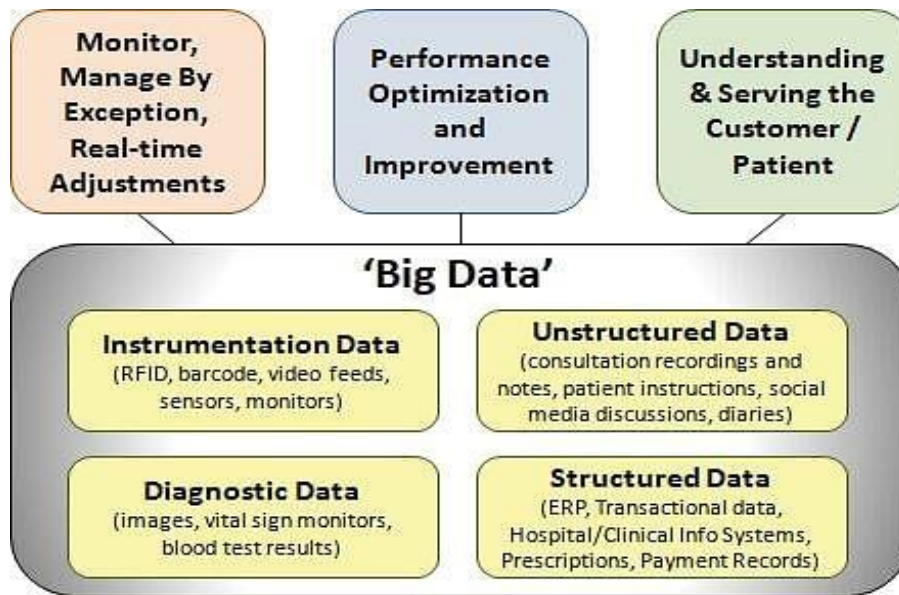 Monitor,
Manage By
Exception,
Real-time
Adjustments
Performance
Optimization
and
Improvement
Understanding
& Serving the
Customer /
Patient
‘Big Data’
Instrumentation Data
(RFID, barcode, video feeds,
sensors, monitors)
Unstructured Data
(consultation recordings and
notes, patient instructions, social
media discussions, diaries)
Diagnostic Data
(images, vital sign monitors,
blood test results)
Structured Data
(ERP, Transactional data,
Hospital/Clinical Info Systems,
Prescriptions, Payment Records)